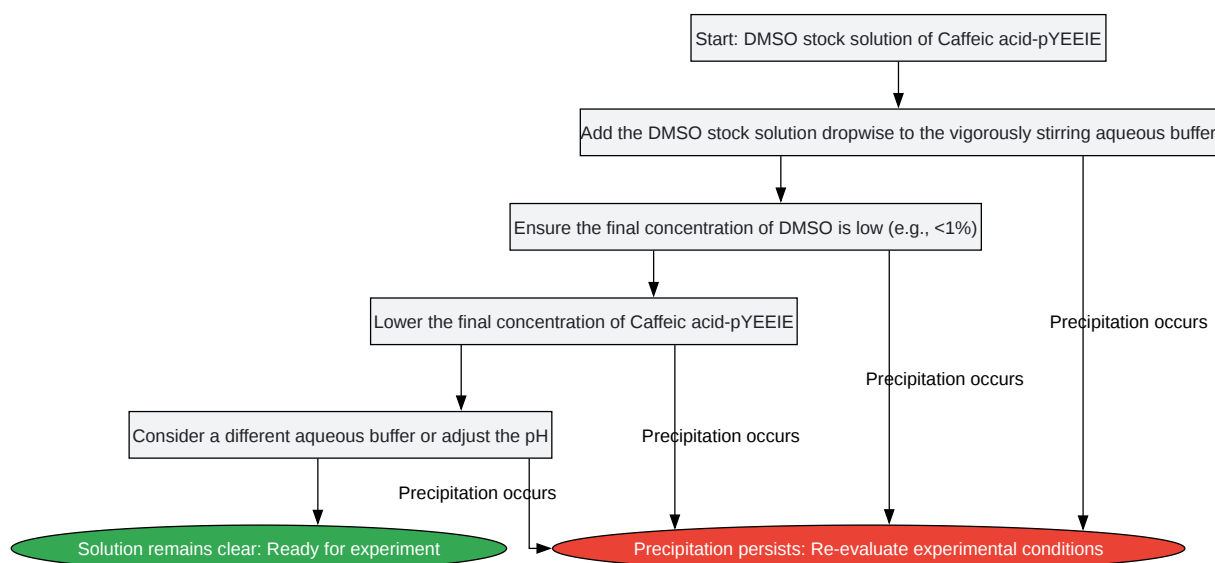 Start: DMSO stock solution of Caffeic acid-pYEEIE
Add the DMSO stock solution dropwise to the vigorously stirring aqueous buffer
Ensure the final concentration of DMSO is low (e.g., <1%)
Lower the final concentration of Caffeic acid-pYEEIE
Precipitation occurs
Precipitation occurs
Consider a different aqueous buffer or adjust the pH
Precipitation occurs
Precipitation occurs
Solution remains clear: Ready for experiment
Precipitation persists: Re-evaluate experimental conditions